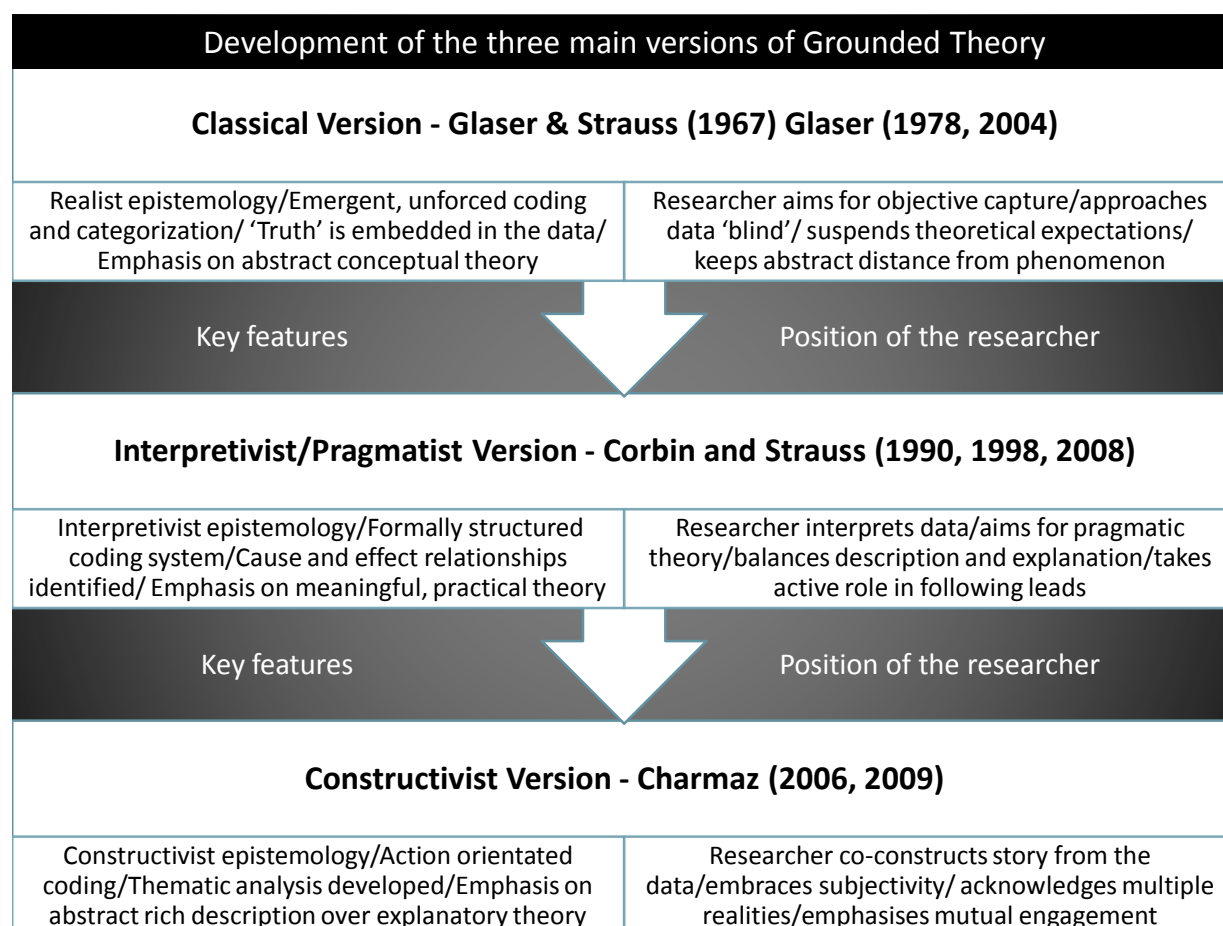 Development of the three main versions of Grounded Theory
Classical Version - Glaser & Strauss (1967) Glaser (1978, 2004)
Realist epistemology/Emergent, unforced coding
and categorization/ ‘Truth’ is embedded in the data/
Emphasis on abstract conceptual theory
Researcher aims for objective capture/approaches
data ‘blind’/ suspends theoretical expectations/
keeps abstract distance from phenomenon
Key features
Position of the researcher
Interpretivist/Pragmatist Version - Corbin and Strauss (1990, 1998, 2008)
Interpretivist epistemology/Formally structured
coding system/Cause and effect relationships
identified/ Emphasis on meaningful, practical theory
Researcher interprets data/aims for pragmatic
theory/balances description and explanation/takes
active role in following leads
Key features
Position of the researcher
Constructivist Version - Charmaz (2006, 2009)
Constructivist epistemology/Action orientated
coding/Thematic analysis developed/Emphasis on
abstract rich description over explanatory theory
Researcher co-constructs story from the
data/embraces subjectivity/ acknowledges multiple
realities/emphasises mutual engagement